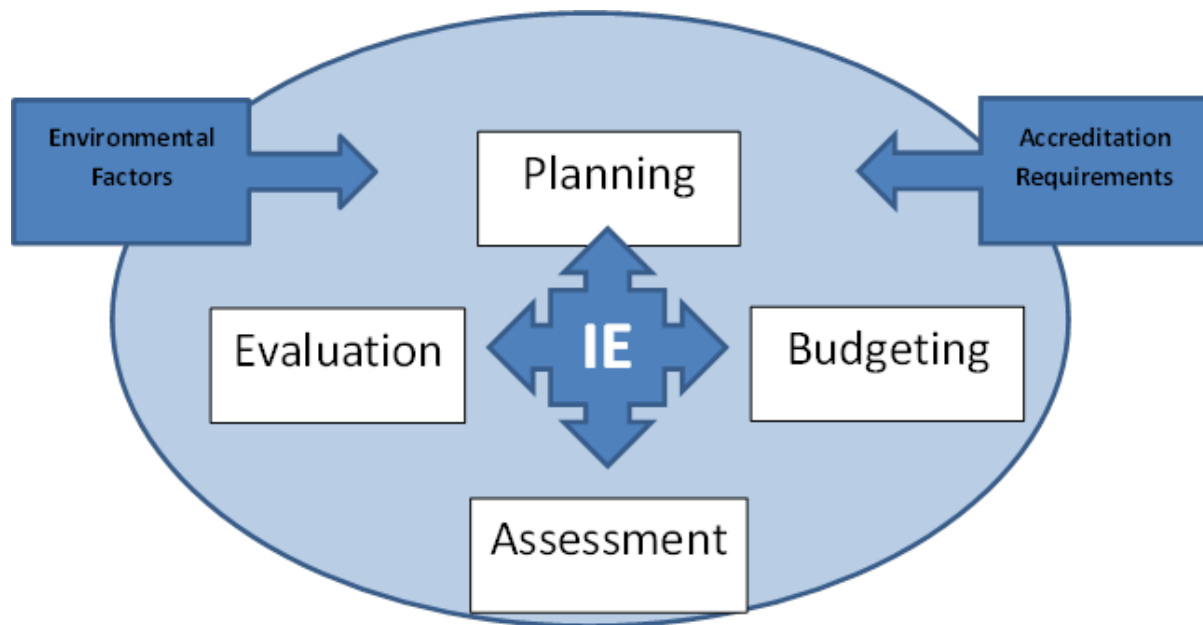 Environmental
Factors
Accreditation
Requirements
Planning
Evaluation
IE
Budgeting
Assessment